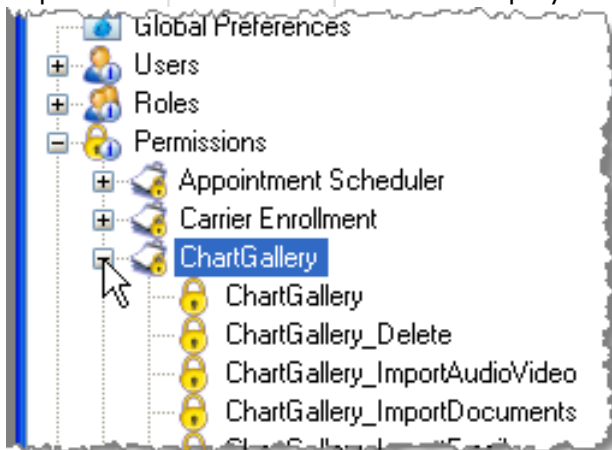 Global Preferences
Users
Roles
Permissions
Appointment Scheduler
Carrier Enrollment
ChartGallery
ChartGallery
ChartGallery_Delete
ChartGallery_ImportAudioVideo
ChartGallery_ImportDocuments